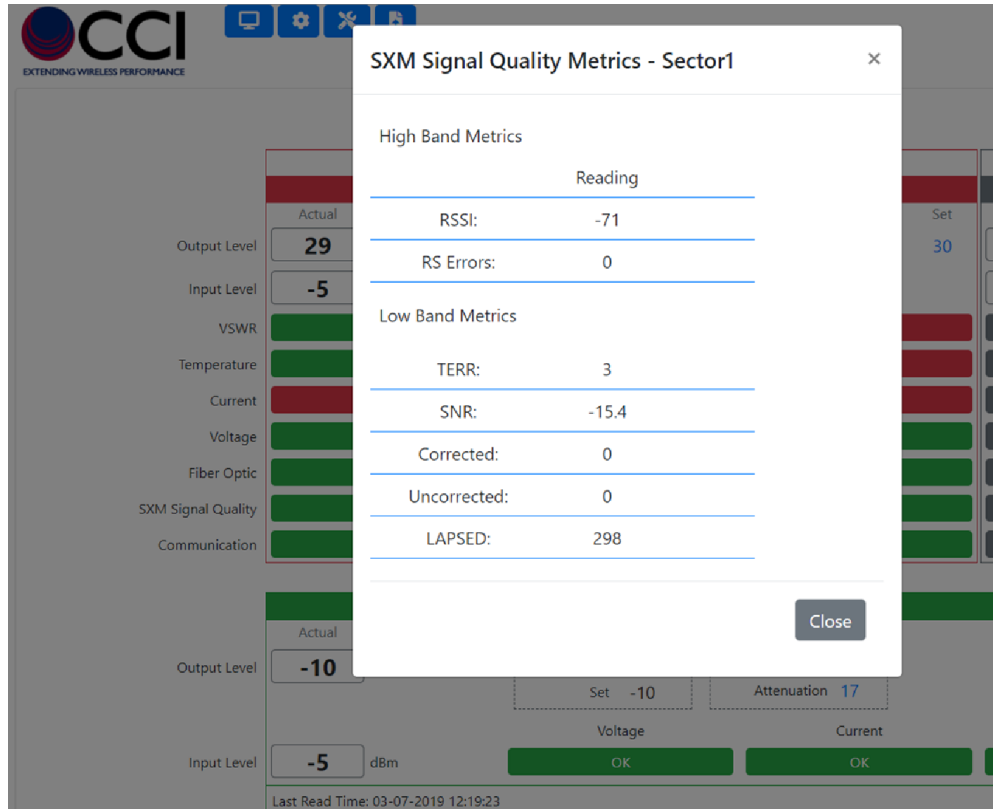 CCI
EXTENDING WIRELESS PERFORMANCE
SXM Signal Quality Metrics - Sector1 ×
High Band Metrics
Reading
RSSI: -71
RS Errors: 0
Low Band Metrics
TERR: 3
SNR: -15.4
Corrected: 0
Uncorrected: 0
LAPSED: 298
Close
Actual Set
Output Level 29 30
Input Level -5
VSWR
Temperature
Current
Voltage
Fiber Optic
SXM Signal Quality
Communication
Actual
Output Level -10
Set -10 Attenuation 17
Voltage Current
Input Level -5 dBm OK OK
Last Read Time: 03-07-2019 12:19:23